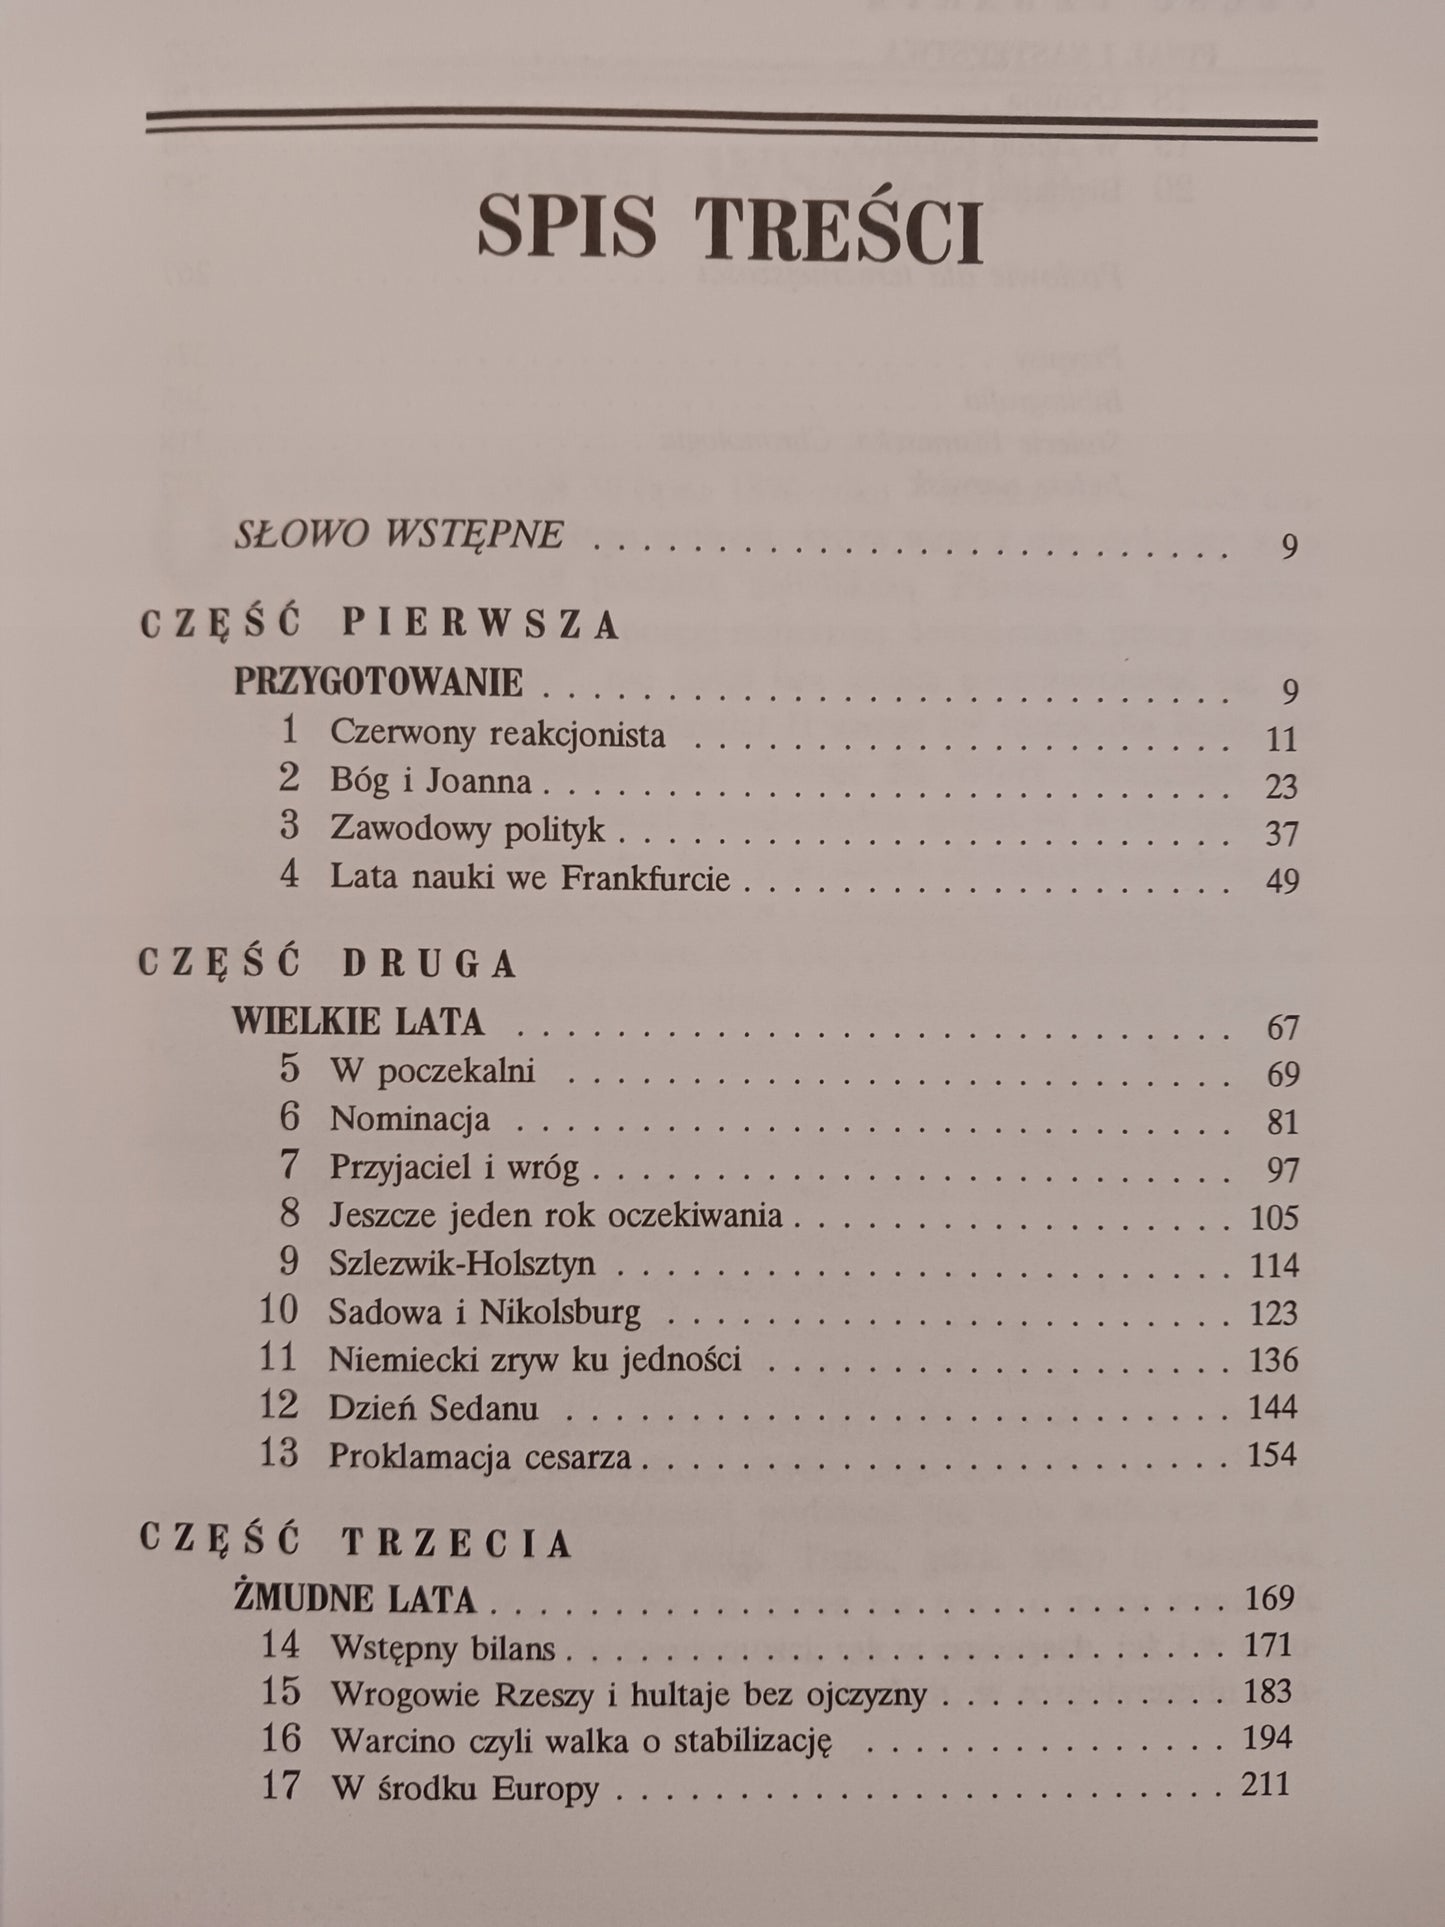 SPIS TREŚCI
SŁOWO WSTĘPNE . . . . . . . . . . . . . . . . . . . . . . . . . . 9
CZĘŚĆ PIERWSZA
PRZYGOTOWANIE . . . . . . . . . . . . . . . . . . . . . . . . . . . . 9
1 Czerwony reakcjonista . . . . . . . . . . . . . . . . . . . . . . 11
2 Bóg i Joanna . . . . . . . . . . . . . . . . . . . . . . . . . . . . 23
3 Zawodowy polityk . . . . . . . . . . . . . . . . . . . . . . . . . 37
4 Lata nauki we Frankfurcie . . . . . . . . . . . . . . . . . . . . 49
CZĘŚĆ DRUGA
WIELKIE LATA . . . . . . . . . . . . . . . . . . . . . . . . . . . . . 67
5 W poczekalni . . . . . . . . . . . . . . . . . . . . . . . . . . . 69
6 Nominacja . . . . . . . . . . . . . . . . . . . . . . . . . . . . . 81
7 Przyjaciel i wróg . . . . . . . . . . . . . . . . . . . . . . . . . . 97
8 Jeszcze jeden rok oczekiwania . . . . . . . . . . . . . . . . . . 105
9 Szlezwik-Holsztyn . . . . . . . . . . . . . . . . . . . . . . . . . 114
10 Sadowa i Nikolsburg . . . . . . . . . . . . . . . . . . . . . . . 123
11 Niemiecki zryw ku jedności . . . . . . . . . . . . . . . . . . . 136
12 Dzień Sedanu . . . . . . . . . . . . . . . . . . . . . . . . . . . 144
13 Proklamacja cesarza . . . . . . . . . . . . . . . . . . . . . . . . 154
CZĘŚĆ TRZECIA
ŻMUDNE LATA . . . . . . . . . . . . . . . . . . . . . . . . . . . . . . 169
14 Wstępny bilans . . . . . . . . . . . . . . . . . . . . . . . . . . . 171
15 Wrogowie Rzeszy i hultaje bez ojczyzny . . . . . . . . . . . . 183
16 Warcino czyli walka o stabilizację . . . . . . . . . . . . . . . 194
17 W środku Europy . . . . . . . . . . . . . . . . . . . . . . . . . 211